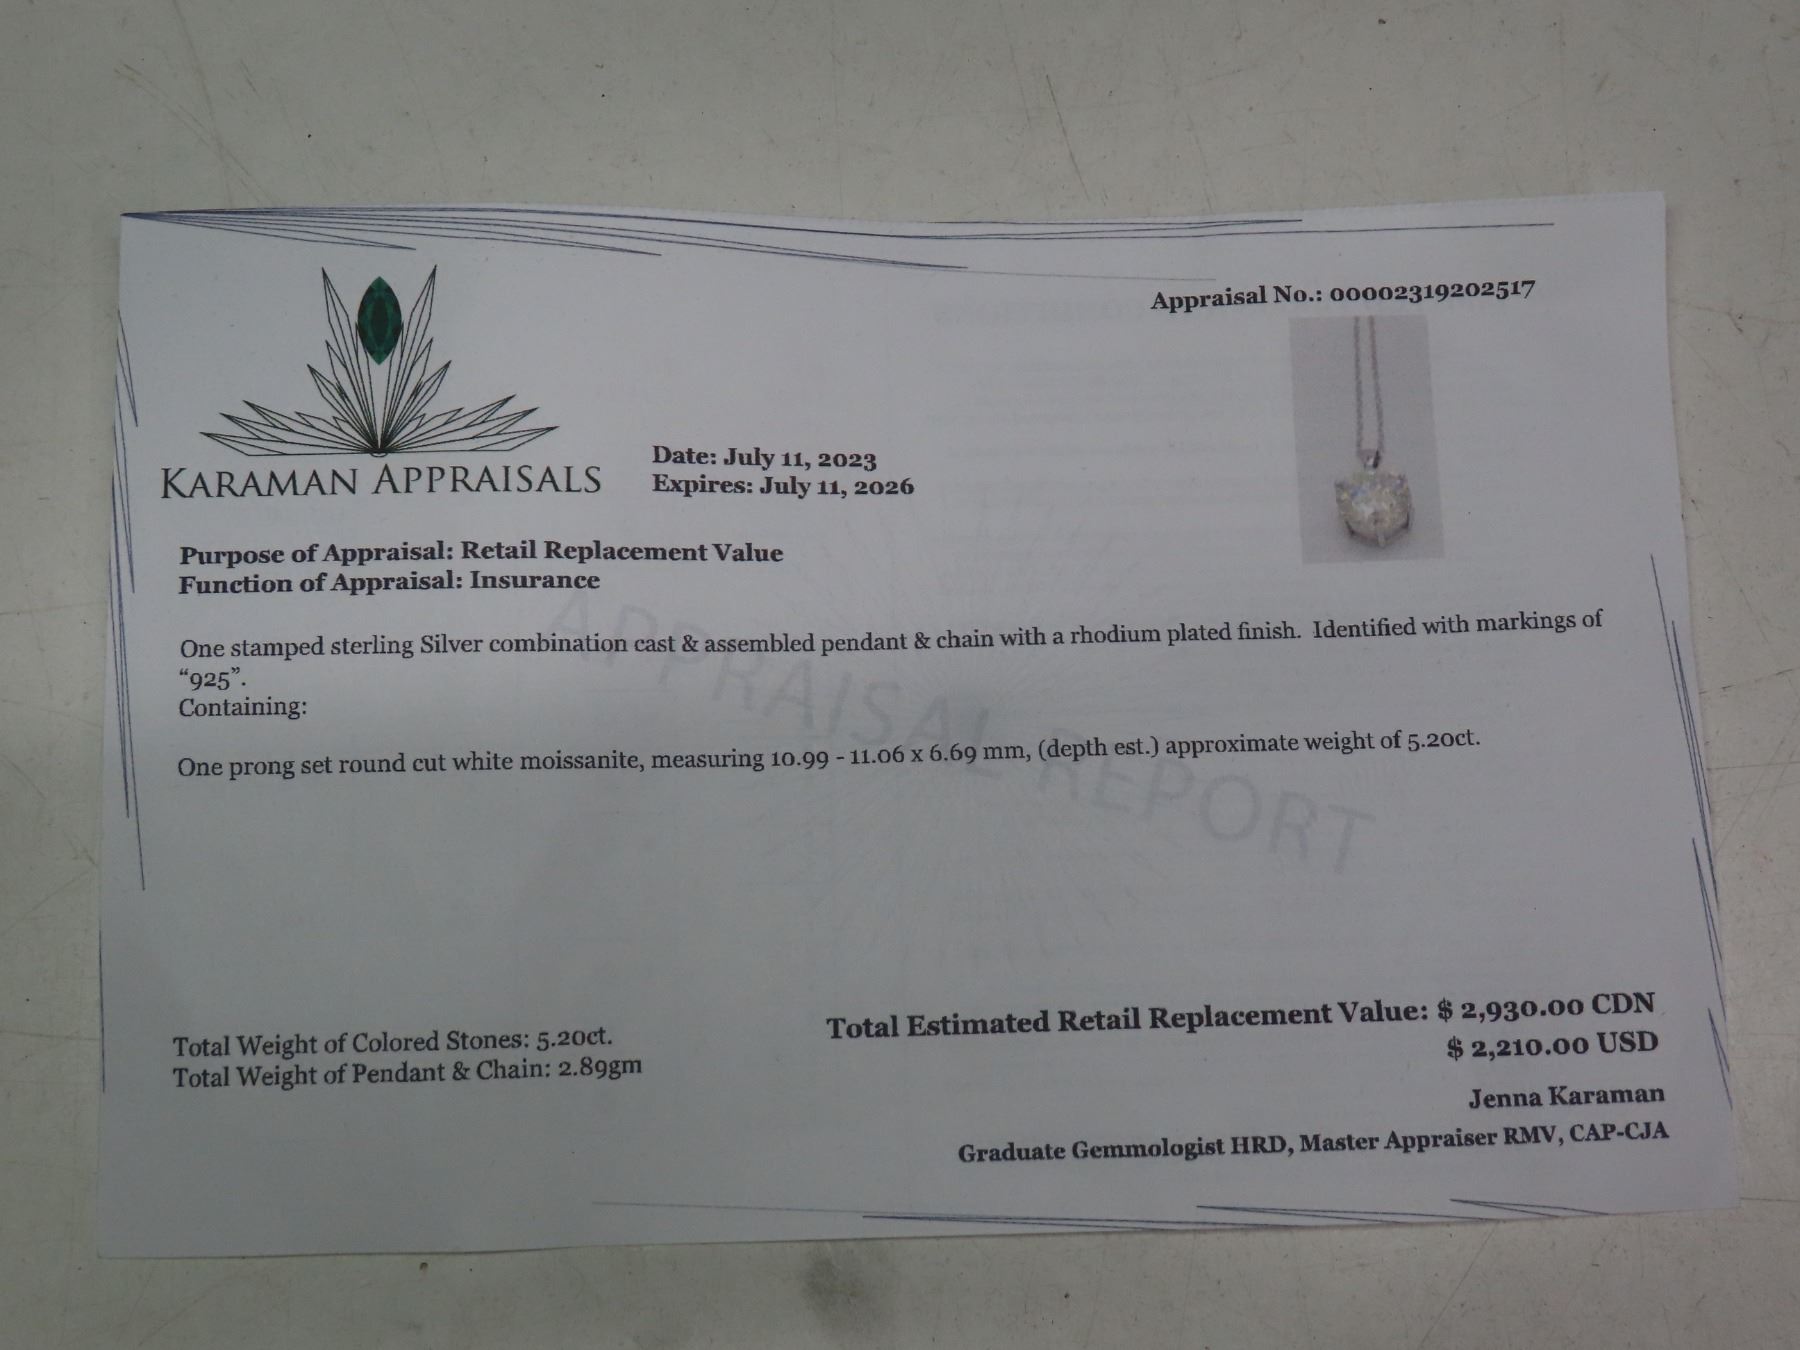 Appraisal No.: 00002319202517
KARAMAN APPRAISALS
Date: July 11, 2023
Expires: July 11, 2026
Purpose of Appraisal: Retail Replacement Value
Function of Appraisal: Insurance
One stamped sterling Silver combination cast & assembled pendant & chain with a rhodium plated finish. Identified with markings of
“925”.
Containing:
One prong set round cut white moissanite, measuring 10.99 - 11.06 x 6.69 mm, (depth est.) approximate weight of 5.20ct.
APPRAISAL REPORT
Total Weight of Colored Stones: 5.20ct.
Total Weight of Pendant & Chain: 2.89gm
Total Estimated Retail Replacement Value: $ 2,930.00 CDN
$ 2,210.00 USD
Jenna Karaman
Graduate Gemmologist HRD, Master Appraiser RMV, CAP-CJA